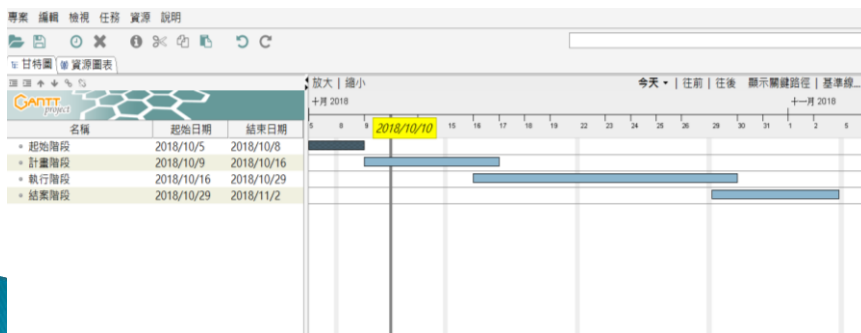 專案 編輯 檢視 任務 資源 說明
甘特圖 資源圖表
放大 | 縮小 今天 | 往前 | 往後 顯示關鍵路徑 | 基準線...
GANTT project
十月 2018 十一月 2018
名稱 起始日期 結束日期
5 8 9 2018/10/10 15 16 17 18 19 22 23 24 25 26 29 30 31 1 2 5
起始階段 2018/10/5 2018/10/8
計畫階段 2018/10/9 2018/10/16
執行階段 2018/10/16 2018/10/29
結案階段 2018/10/29 2018/11/2